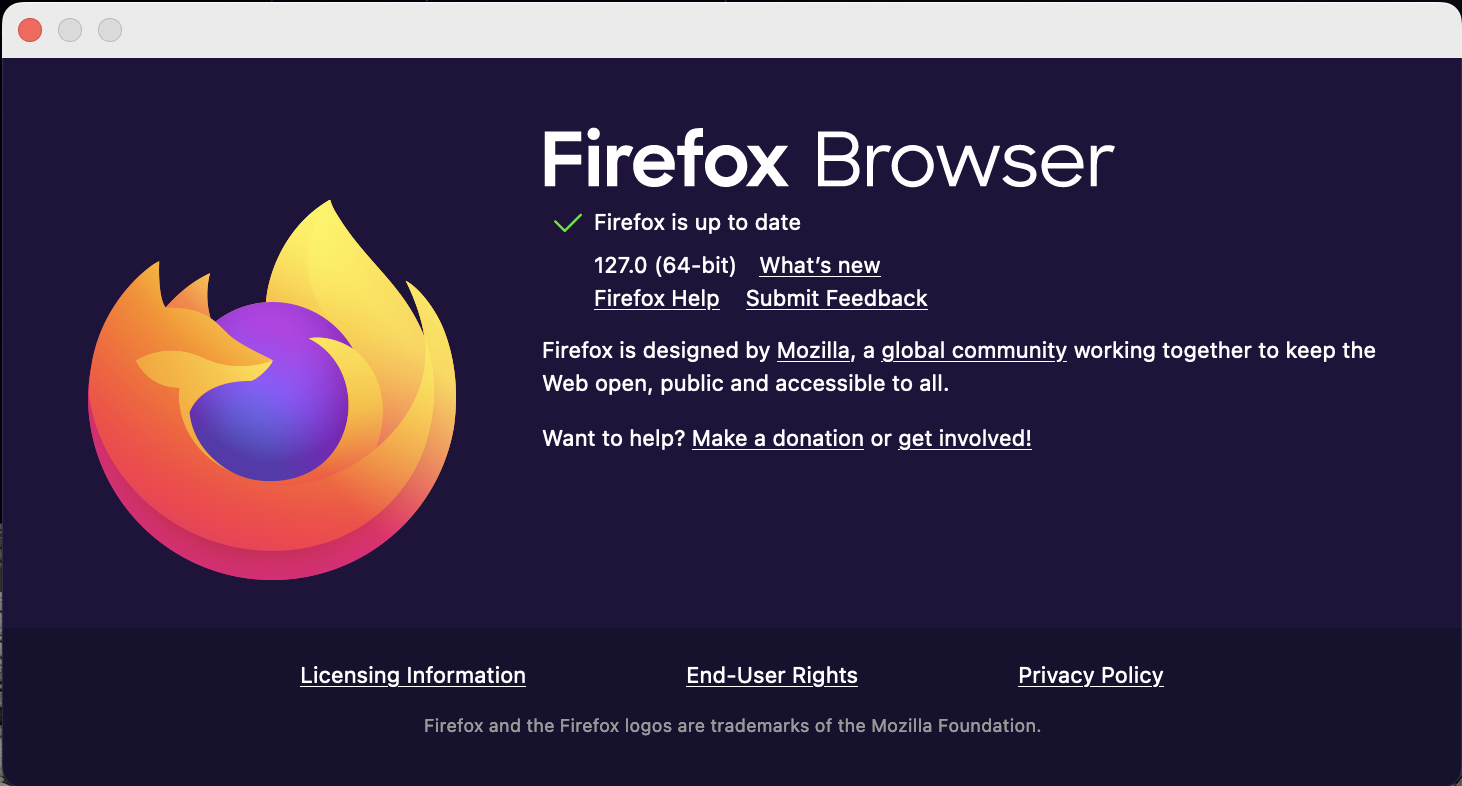 Firefox Browser
Firefox is up to date
127.0 (64-bit) What’s new
Firefox Help Submit Feedback
Firefox is designed by Mozilla, a global community working together to keep the
Web open, public and accessible to all.
Want to help? Make a donation or get involved!
Licensing Information End-User Rights Privacy Policy
Firefox and the Firefox logos are trademarks of the Mozilla Foundation.